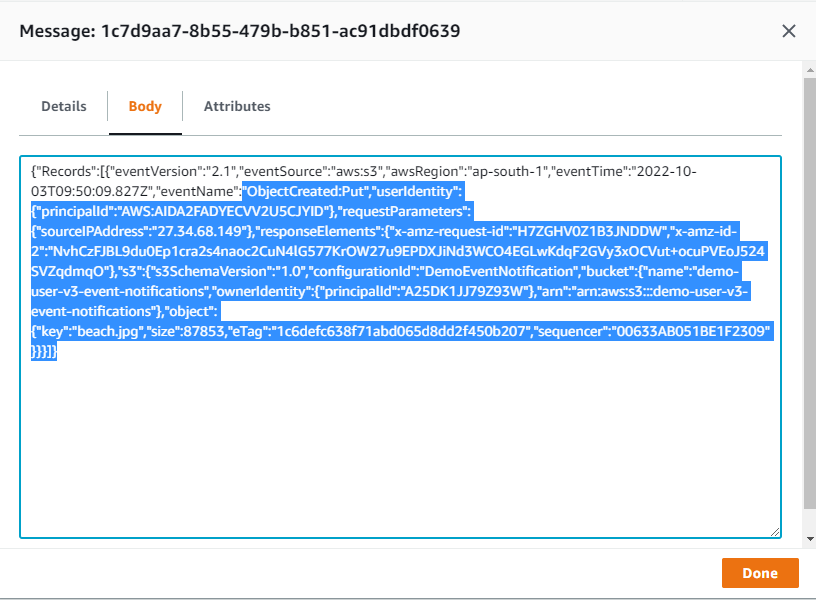 Message: 1c7d9aa7-8b55-479b-b851-ac91dbdf0639
Details
Body
Attributes
{"Records":[{"eventVersion":"2.1","eventSource":"aws:s3","awsRegion":"ap-south-1","eventTime":"2022-10-
03T09:50:09.827Z","eventName":"ObjectCreated:Put","userIdentity":
{"principalId":"AWS:AIDA2FADYECVV2U5CJYID"},"requestParameters":
{"sourceIPAddress":"27.34.68.149"},"responseElements":{"x-amz-request-id":"H7ZGHV0Z1B3JNDDW","x-amz-id-
2":"NvhCzFJBL9du0Ep1cra2s4naoc2CuN4lG577KrOW27u9EPDXJiNd3WCO4EGLwKdqF2GVy3xOCVut+ocuPVEoJ524
SVZqdmqO"},"s3":{"s3SchemaVersion":"1.0","configurationId":"DemoEventNotification","bucket":{"name":"demo-
user-v3-event-notifications","ownerIdentity":{"principalId":"A25DK1JJ79Z93W"},"arn":"arn:aws:s3:::demo-user-v3-
event-notifications"},"object":
{"key":"beach.jpg","size":87853,"eTag":"1c6defc638f71abd065d8dd2f450b207","sequencer":"00633AB051BE1F2309"
}}}]}
Done